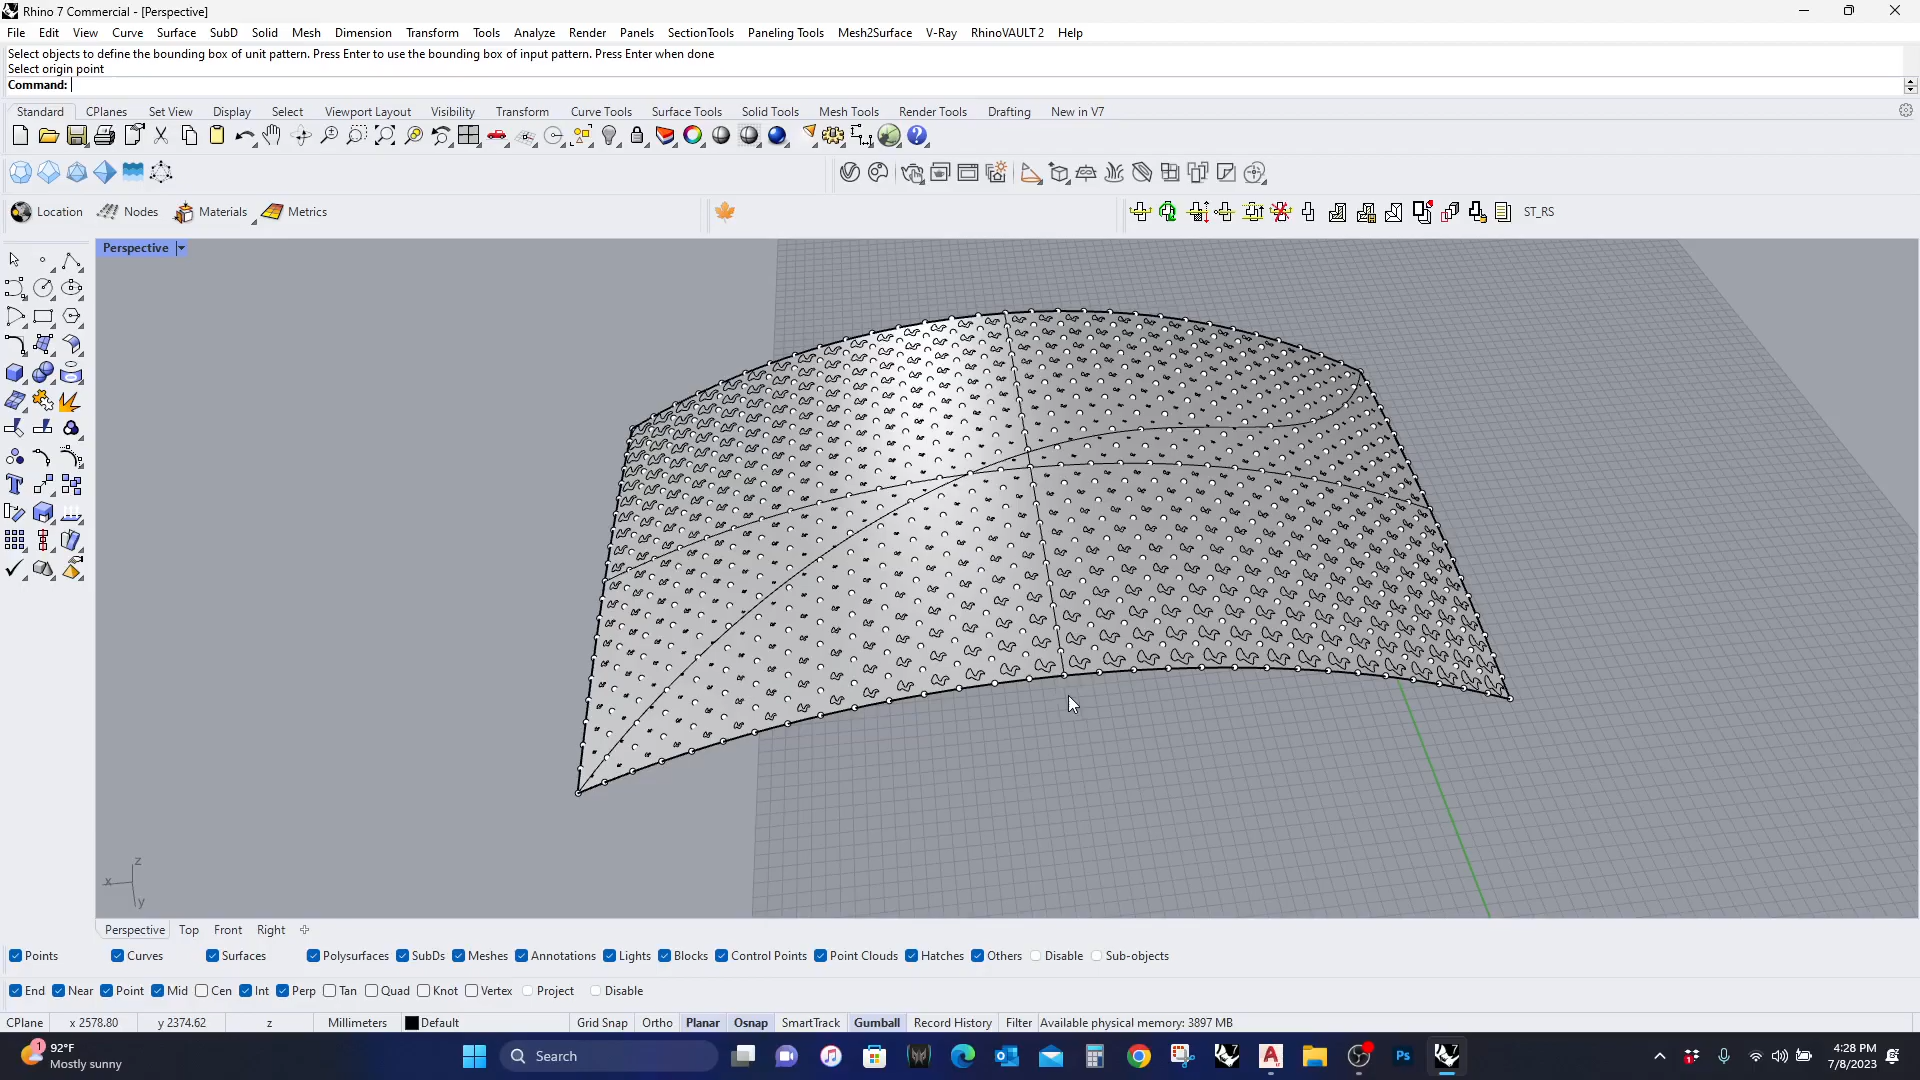 Rhino 7 Commercial - [Perspective]
File Edit View Curve Surface SubD Solid Mesh Dimension Transform Tools Analyze Render Panels SectionTools Paneling Tools Mesh2Surface V-Ray RhinoVAULT 2 Help
Select objects to define the bounding box of unit pattern. Press Enter to use the bounding box of input pattern. Press Enter when done
Select origin point
Command:
Standard CPlanes Set View Display Select Viewport Layout Visibility Transform Curve Tools Surface Tools Solid Tools Mesh Tools Render Tools Drafting New in V7
Location Nodes Materials Metrics ST_RS
Perspective
z
x
y
Perspective Top Front Right
Points Curves Surfaces Polysurfaces SubDs Meshes Annotations Lights Blocks Control Points Point Clouds Hatches Others Disable Sub-objects
End Near Point Mid Cen Int Perp Tan Quad Knot Vertex Project Disable
CPlane x 2578.80 y 2374.62 z Millimeters Default Grid Snap Ortho Planar Osnap SmartTrack Gumball Record History Filter Available physical memory: 3897 MB
1 92°F
Mostly sunny
Search
Ps
7
4:28 PM
7/8/2023